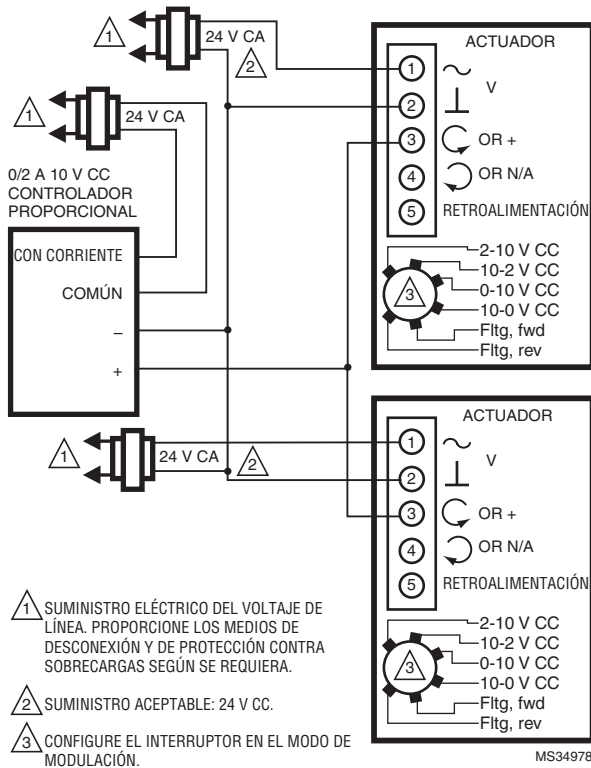 1
24 V CA
2
1
24 V CA
0/2 A 10 V CC
CONTROLADOR
PROPORCIONAL
CON CORRIENTE
COMÚN
–
+
ACTUADOR
1
V
2
3 OR +
4 OR N/A
5 RETROALIMENTACIÓN
3
2-10 V CC
10-2 V CC
0-10 V CC
10-0 V CC
Fltg, fwd
Fltg, rev
1
24 V CA
2
ACTUADOR
1
V
2
3 OR +
4 OR N/A
5 RETROALIMENTACIÓN
3
2-10 V CC
10-2 V CC
0-10 V CC
10-0 V CC
Fltg, fwd
Fltg, rev
1 SUMINISTRO ELÉCTRICO DEL VOLTAJE DE
LÍNEA. PROPORCIONE LOS MEDIOS DE
DESCONEXIÓN Y DE PROTECCIÓN CONTRA
SOBRECARGAS SEGÚN SE REQUIERA.
2 SUMINISTRO ACEPTABLE: 24 V CC.
3 CONFIGURE EL INTERRUPTOR EN EL MODO DE
MODULACIÓN.
MS34978